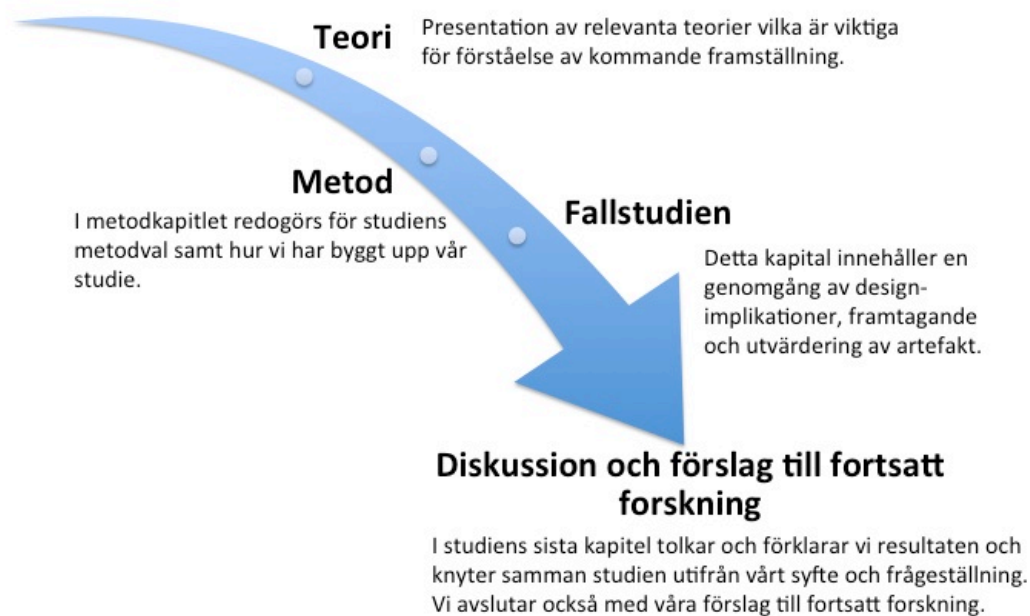 Teori
Presentation av relevanta teorier vilka är viktiga
för förståelse av kommande framställning.
Metod
I metodkapitlet redogörs för studiens
metodval samt hur vi har byggt upp vår
studie.
Fallstudien
Detta kapital innehåller en
genomgång av design-
implikationer, framtagande
och utvärdering av artefakt.
Diskussion och förslag till fortsatt
forskning
I studiens sista kapitel tolkar och förklarar vi resultaten och
knyter samman studien utifrån vårt syfte och frågeställning.
Vi avslutar också med våra förslag till fortsatt forskning.